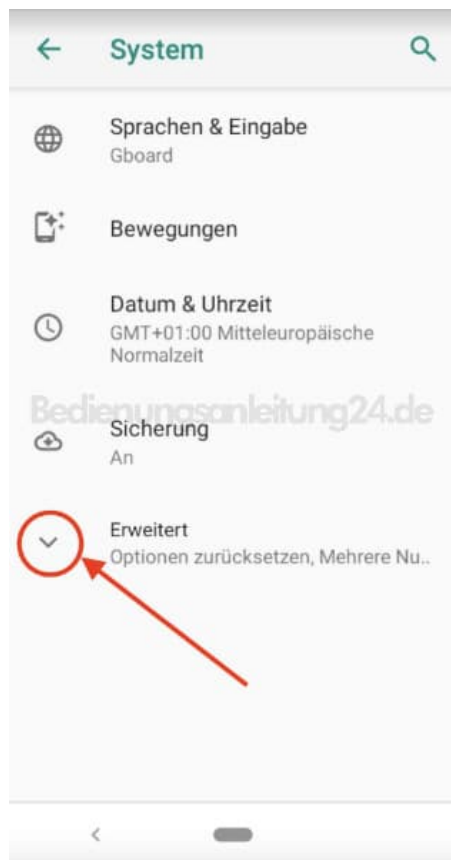 System
Sprachen & Eingabe
Gboard
Bewegungen
Datum & Uhrzeit
GMT+01:00 Mitteleuropäische
Normalzeit
Bedienungsanleitung24.de
Sicherung
An
Erweitert
Optionen zurücksetzen, Mehrere Nu..